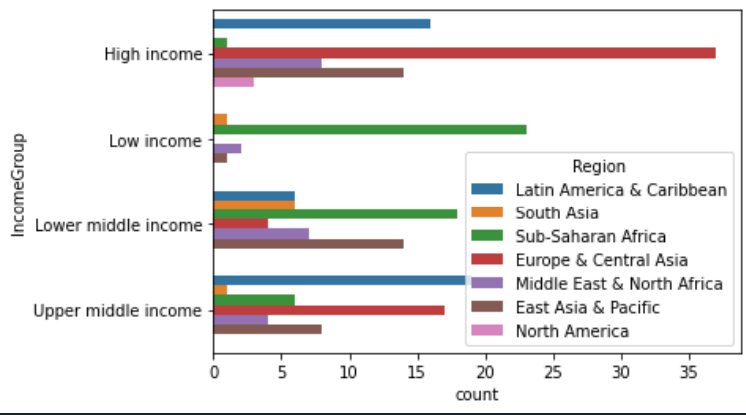 High income
Low income
Lower middle income
Upper middle income
IncomeGroup
Region
Latin America & Caribbean
South Asia
Sub-Saharan Africa
Europe & Central Asia
Middle East & North Africa
East Asia & Pacific
North America
0 5 10 15 20 25 30 35
count